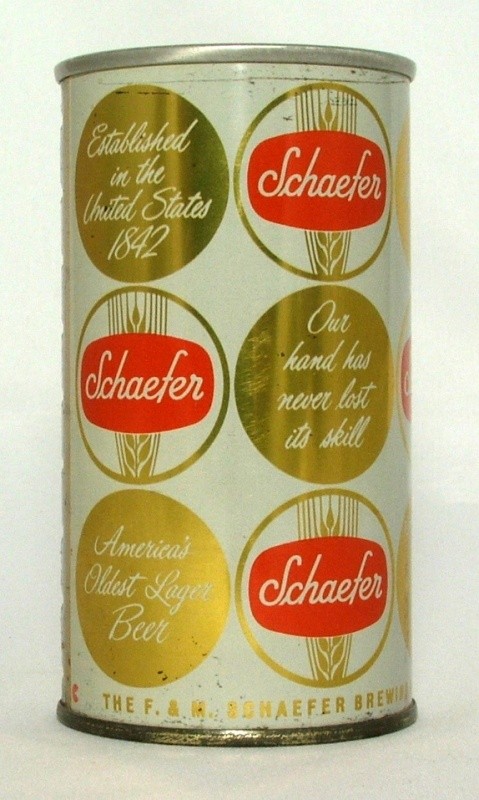 Established
in the
United States
1842
Schaefer
Schaefer
Our
hand has
never lost
its skill
America's
Oldest Lager
Beer
Schaefer
THE F. & M. SCHAEFER BREWIN